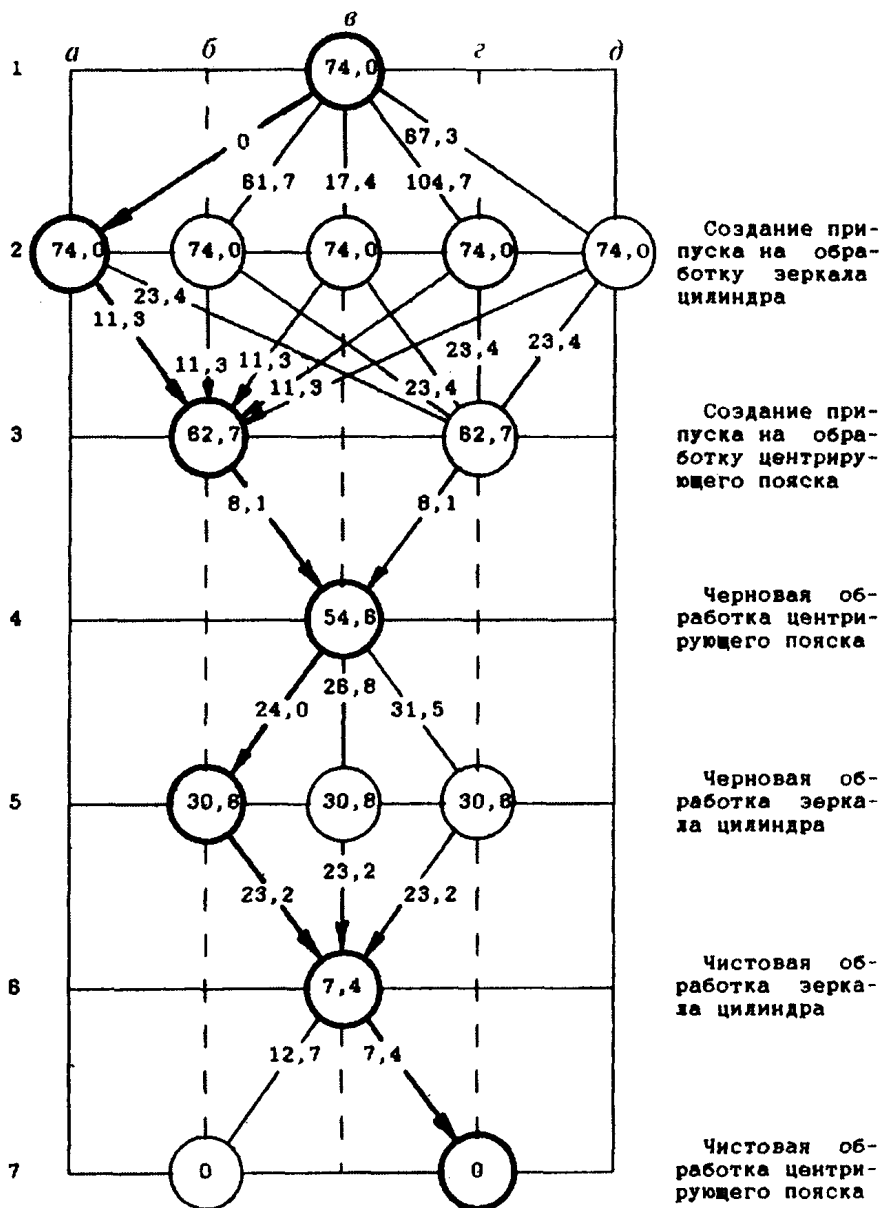 а б в г д
1 74,0
0 67,3
61,7 17,4 104,7
2 74,0 74,0 74,0 74,0 74,0
Создание при-
пуска на обра-
ботку зеркала
цилиндра
23,4
11,3
23,4 23,4
11,3 11,3 11,3 23,4
3 62,7 62,7
Создание при-
пуска на обра-
ботку центриру-
ющего пояска
8,1 8,1
4 54,6
Черновая об-
работка центри-
рующего пояска
26,8
24,0 31,5
5 30,6 30,6 30,6
Черновая об-
работка зерка-
ла цилиндра
23,2
23,2 23,2
6 7,4
Чистовая об-
работка зерка-
ла цилиндра
12,7 7,4
7 0 0
Чистовая об-
работка центри-
рующего пояска